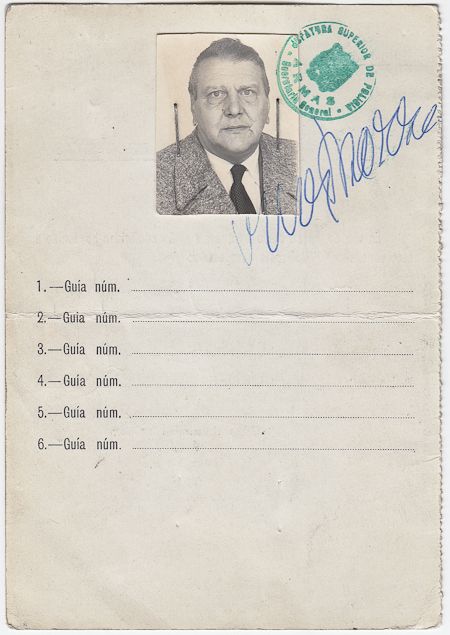 JEFATURA SUPERIOR DE POLICIA
ARMAS
Secretaría General
1.—Guía núm.
2.—Guía núm.
3.—Guía núm.
4.—Guía núm.
5.—Guía núm.
6.—Guía núm.